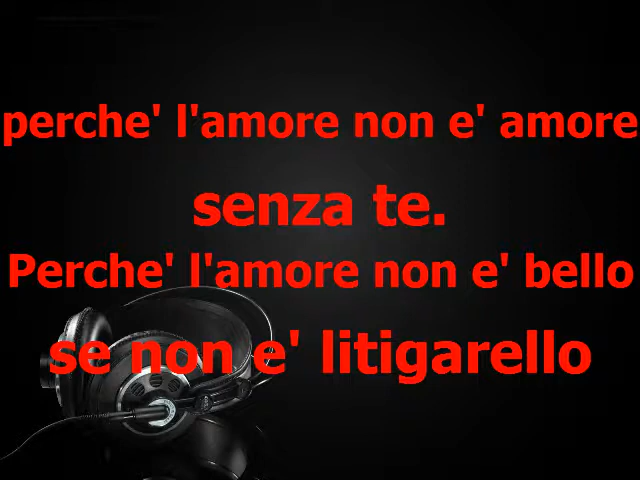 perche' l'amore non e' amore
senza te.
Perche' l'amore non e' bello
se non e' litigarello